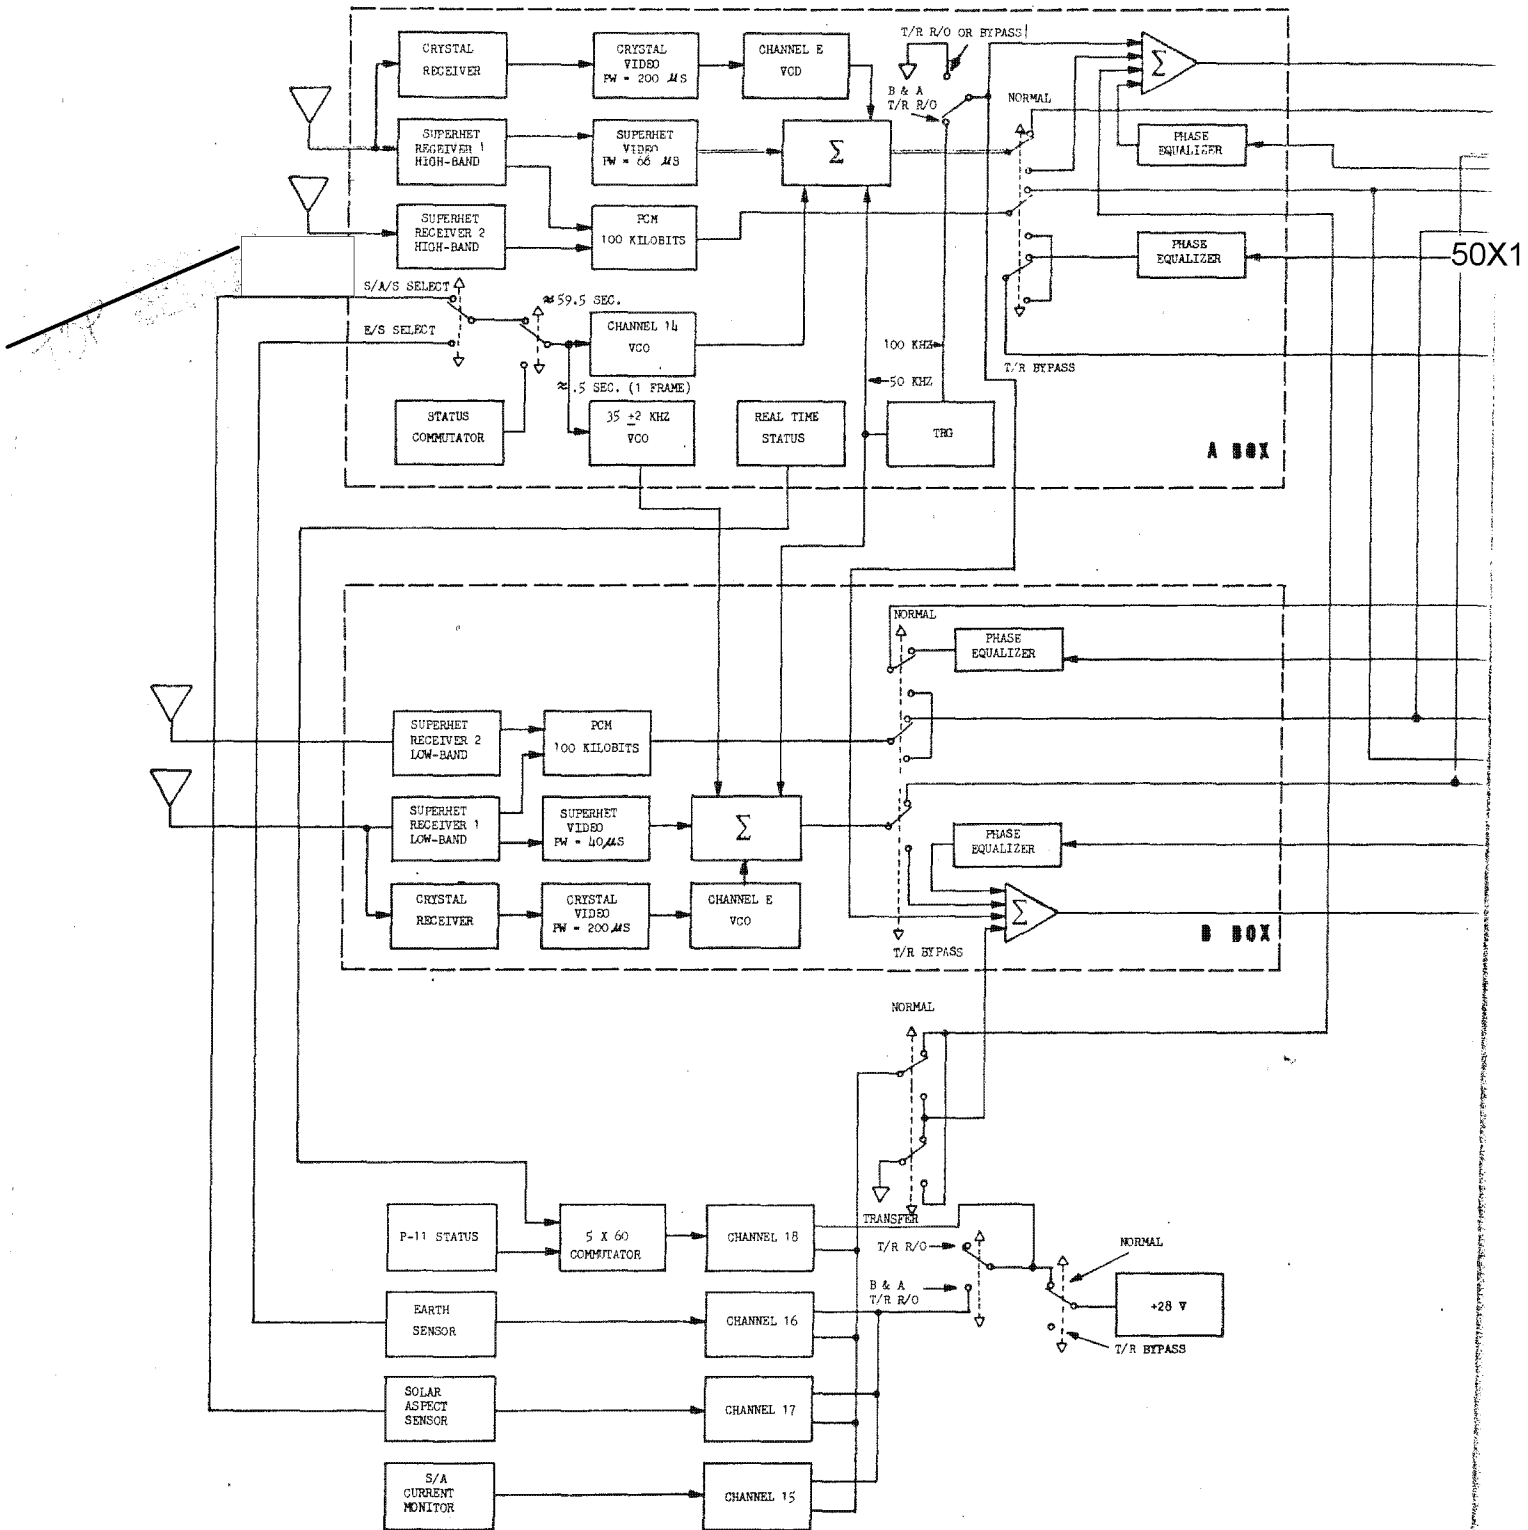 T/R R/O OR BYPASS
CRYSTAL
RECEIVER
CRYSTAL
VIDEO
PW = 200 µS
CHANNEL E
VCO
Σ
B & A
T/R R/O
NORMAL
SUPERHET
RECEIVER 1
HIGH-BAND
SUPERHET
VIDEO
PW = 66 µS
Σ
PHASE
EQUALIZER
SUPERHET
RECEIVER 2
HIGH-BAND
PCM
100 KILOBITS
PHASE
EQUALIZER
50X1
S/A/S SELECT
≈ 59.5 SEC.
E/S SELECT
CHANNEL 14
VCO
100 KHZ
T/R BYPASS
≈ .5 SEC. (1 FRAME)
50 KHZ
STATUS
COMMUTATOR
35 ±2 KHZ
VCO
REAL TIME
STATUS
TRG
A BOX
NORMAL
PHASE
EQUALIZER
SUPERHET
RECEIVER 2
LOW-BAND
PCM
100 KILOBITS
SUPERHET
RECEIVER 1
LOW-BAND
SUPERHET
VIDEO
PW = 40 µS
Σ
PHASE
EQUALIZER
CRYSTAL
RECEIVER
CRYSTAL
VIDEO
PW = 200 µS
CHANNEL E
VCO
Σ
T/R BYPASS
B BOX
NORMAL
TRANSFER
P-11 STATUS
5 X 60
COMMUTATOR
CHANNEL 18
T/R R/O
NORMAL
B & A
T/R R/O
EARTH
SENSOR
CHANNEL 16
+28 V
T/R BYPASS
SOLAR
ASPECT
SENSOR
CHANNEL 17
S/A
CURRENT
MONITOR
CHANNEL 15